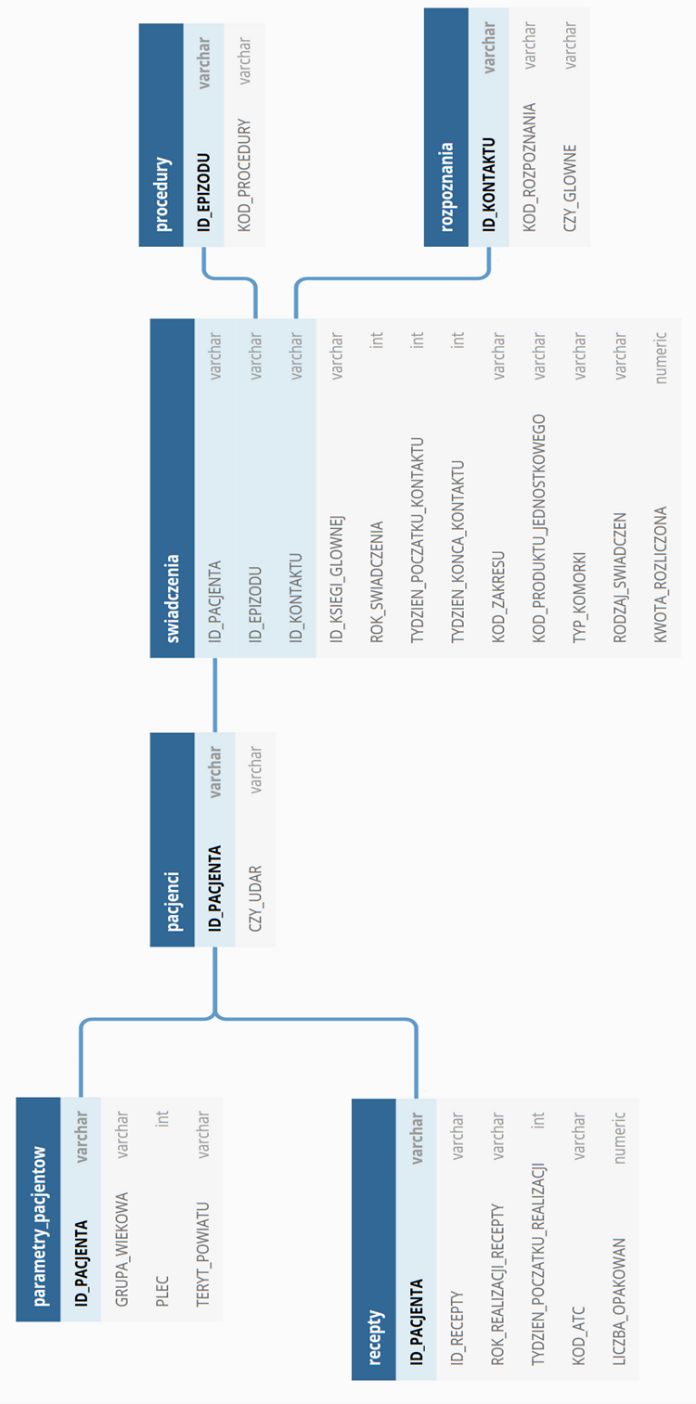 parametry_pacjentow
ID_PACJENTA varchar
GRUPA_WIEKOWA varchar
PLEC int
TERYT_POWIATU varchar
recepty
ID_PACJENTA varchar
ID_RECEPTY varchar
ROK_REALIZACJI_RECEPTY varchar
TYDZIEN_POCZATKU_REALIZACJI int
KOD_ATC varchar
LICZBA_OPAKOWAN numeric
pacjenci
ID_PACJENTA varchar
CZY_UDAR varchar
swiadczenia
ID_PACJENTA varchar
ID_EPIZODU varchar
ID_KONTAKTU varchar
ID_KSIEGI_GLOWNEJ varchar
ROK_SWIADCZENIA int
TYDZIEN_POCZATKU_KONTAKTU int
TYDZIEN_KONCA_KONTAKTU int
KOD_ZAKRESU varchar
KOD_PRODUKTU_JEDNOSTKOWEGO varchar
TYP_KOMORKI varchar
RODZAJ_SWIADCZEN varchar
KWOTA_ROZLICZONA numeric
procedury
ID_EPIZODU varchar
KOD_PROCEDURY varchar
rozpoznania
ID_KONTAKTU varchar
KOD_ROZPOZNANIA varchar
CZY_GLOWNE varchar